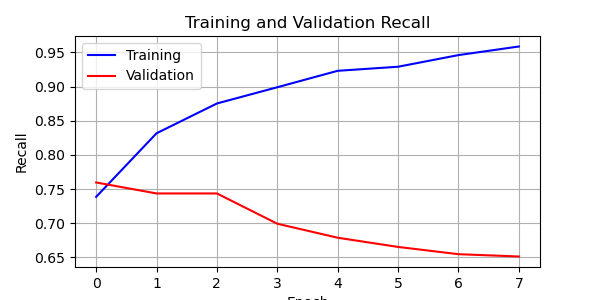 Training and Validation Recall
Training
Validation
Recall
0.95
0.90
0.85
0.80
0.75
0.70
0.65
0 1 2 3 4 5 6 7
Epoch